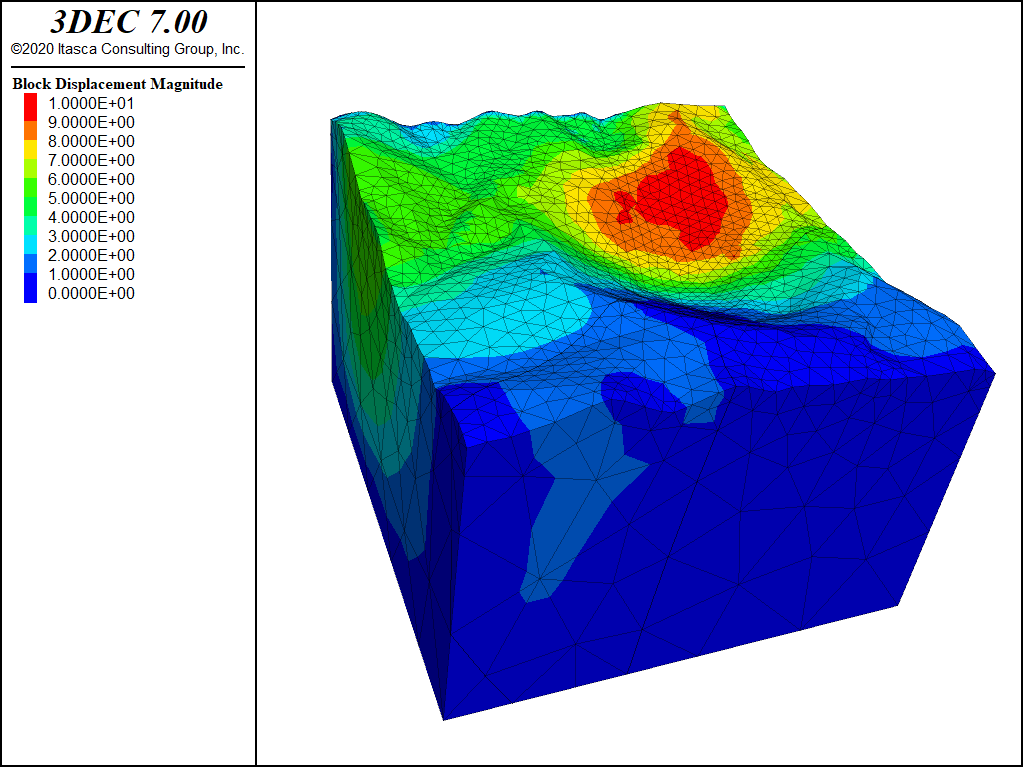 3DEC 7.00
©2020 Itasca Consulting Group, Inc.
Block Displacement Magnitude
1.0000E+01
9.0000E+00
8.0000E+00
7.0000E+00
6.0000E+00
5.0000E+00
4.0000E+00
3.0000E+00
2.0000E+00
1.0000E+00
0.0000E+00